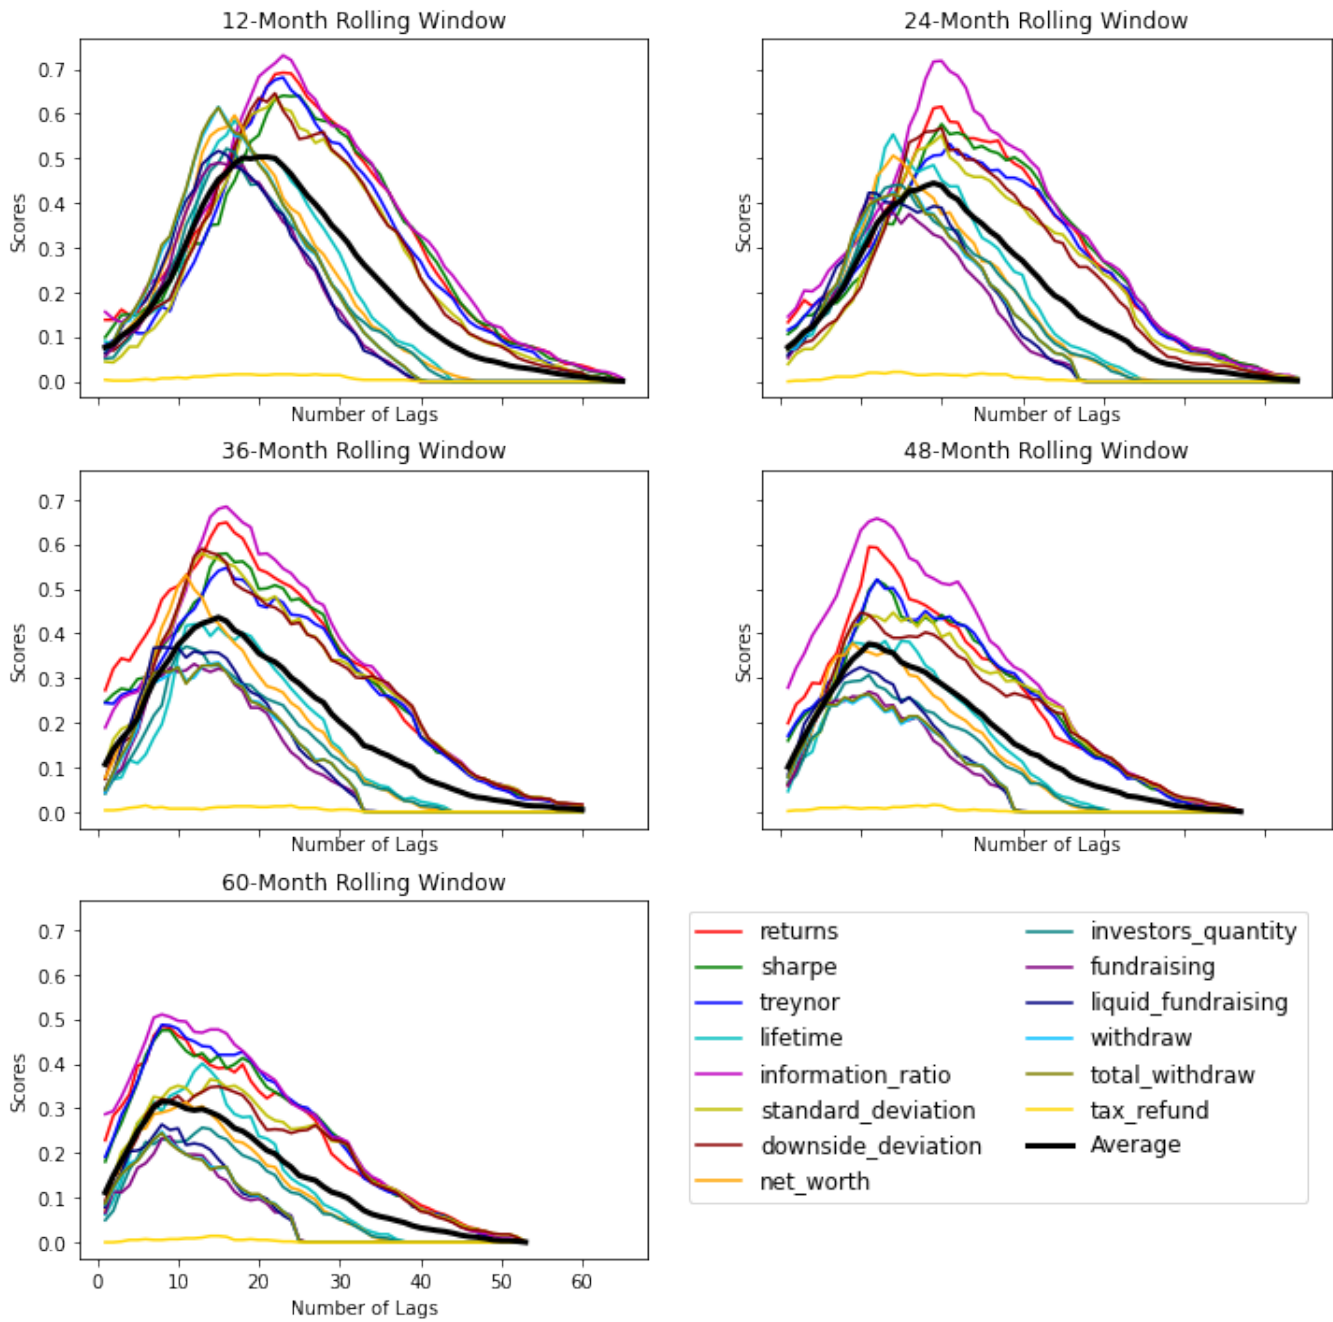 12-Month Rolling Window
24-Month Rolling Window
0.7
0.6
0.5
0.4
0.3
0.2
0.1
0.0
Scores
Scores
Number of Lags
Number of Lags
36-Month Rolling Window
48-Month Rolling Window
0.7
0.6
0.5
0.4
0.3
0.2
0.1
0.0
Scores
Scores
Number of Lags
Number of Lags
60-Month Rolling Window
0.7
0.6
0.5
0.4
0.3
0.2
0.1
0.0
Scores
0 10 20 30 40 50 60
Number of Lags
returns
sharpe
treynor
lifetime
information_ratio
standard_deviation
downside_deviation
net_worth
investors_quantity
fundraising
liquid_fundraising
withdraw
total_withdraw
tax_refund
Average